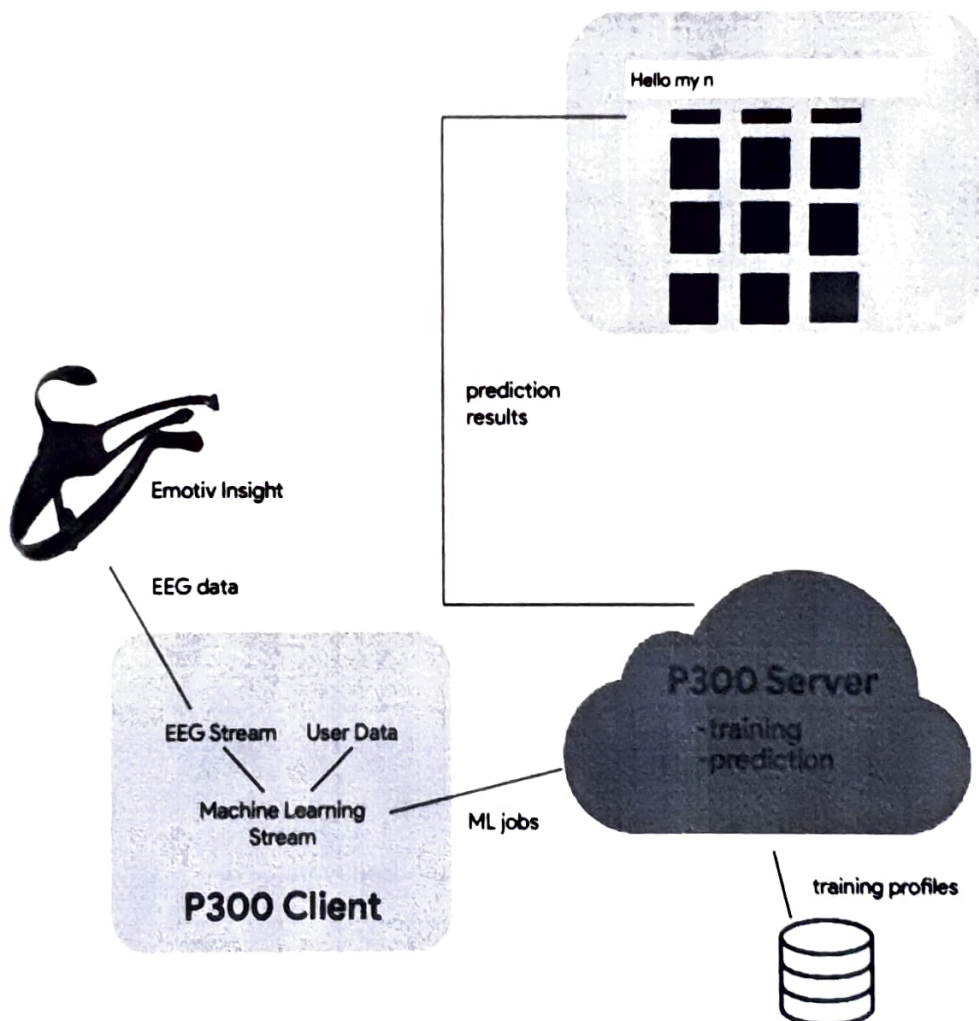 Hello my n
prediction
results
Emotiv Insight
EEG data
EEG Stream
User Data
Machine Learning
Stream
P300 Client
ML jobs
P300 Server
-training
-prediction
training profiles